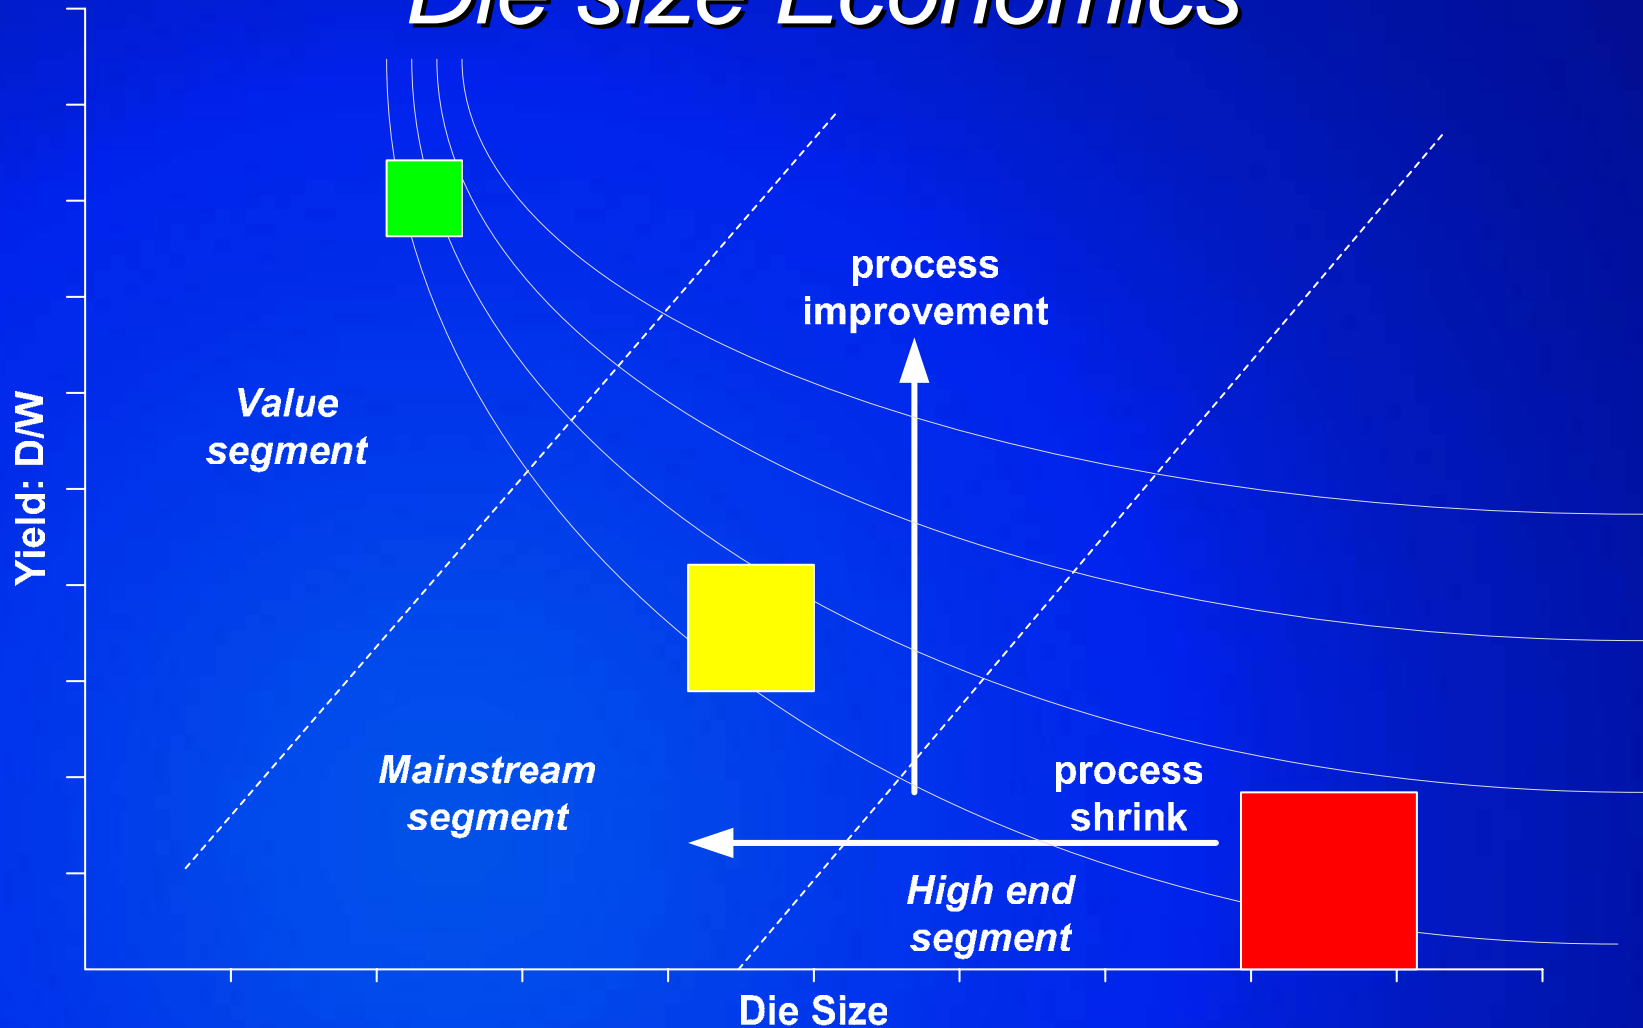 Die size Economics
process
improvement
Value
segment
Yield: D/W
Mainstream
segment
process
shrink
High end
segment
Die Size